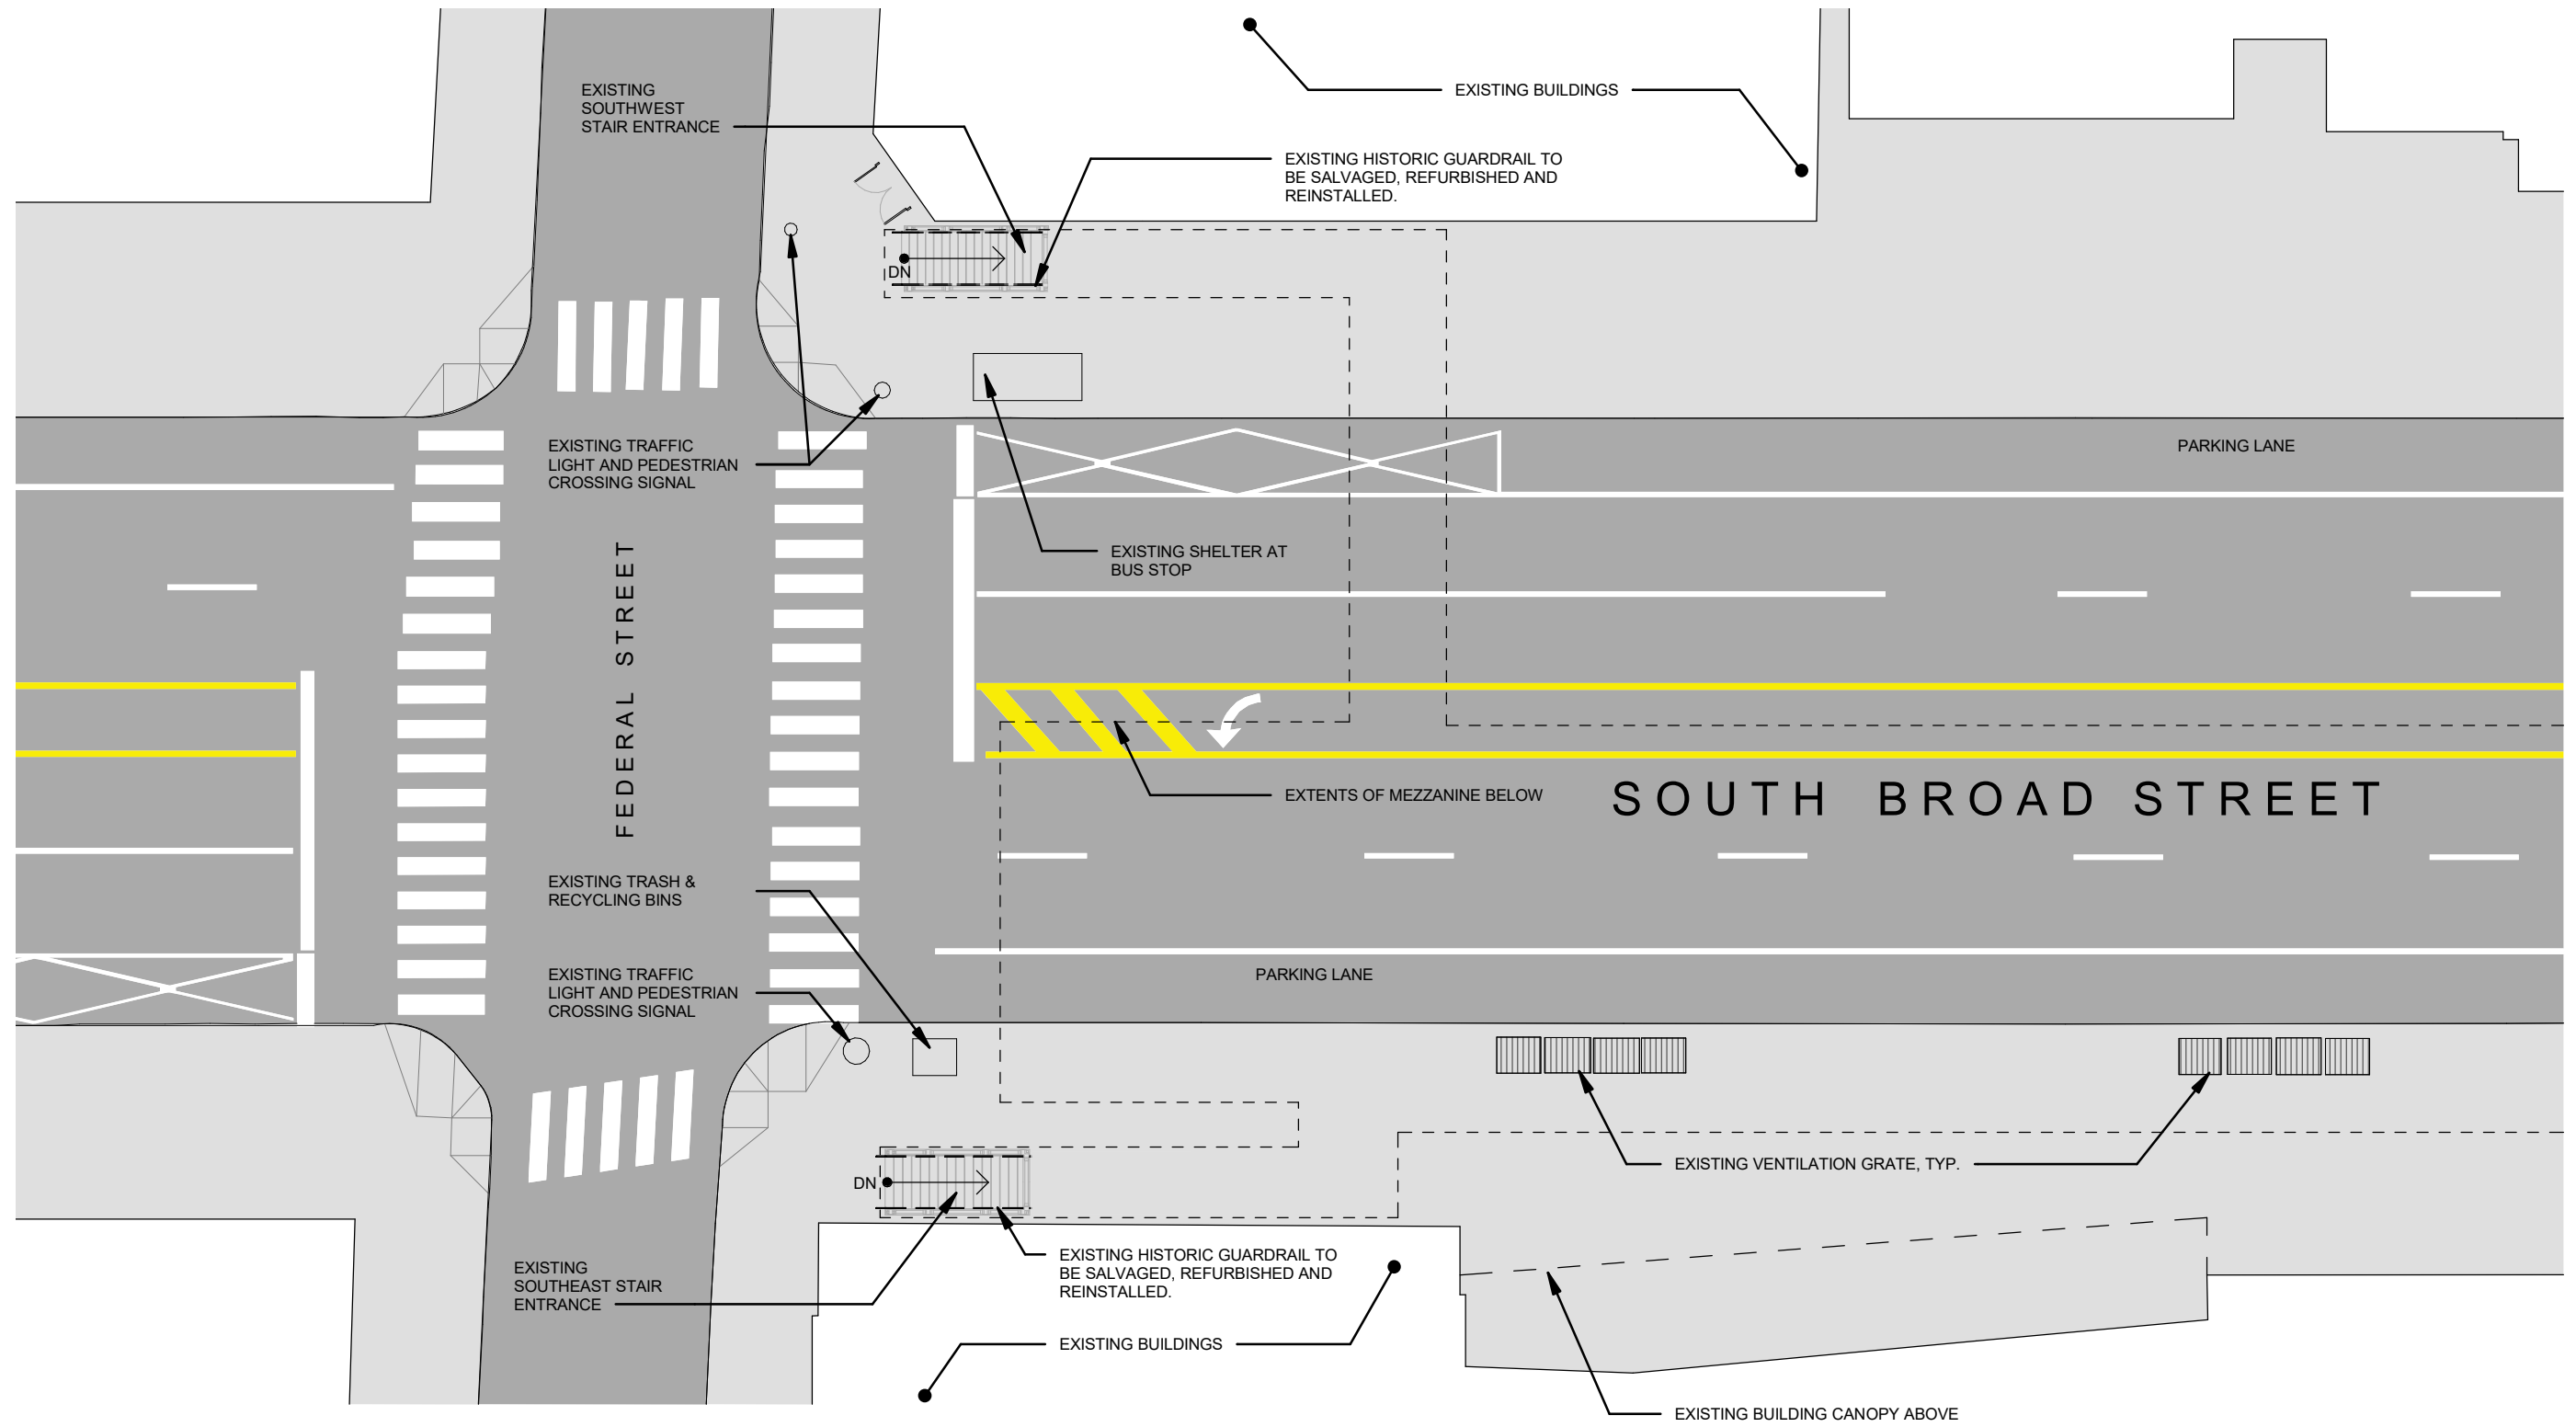 EXISTING
SOUTHWEST
STAIR ENTRANCE
EXISTING BUILDINGS
EXISTING HISTORIC GUARDRAIL TO
BE SALVAGED, REFURBISHED AND
REINSTALLED.
DN
EXISTING TRAFFIC
LIGHT AND PEDESTRIAN
CROSSING SIGNAL
PARKING LANE
EXISTING SHELTER AT
BUS STOP
FEDERAL STREET
EXTENTS OF MEZZANINE BELOW
SOUTH BROAD STREET
EXISTING TRASH &
RECYCLING BINS
EXISTING TRAFFIC
LIGHT AND PEDESTRIAN
CROSSING SIGNAL
PARKING LANE
EXISTING VENTILATION GRATE, TYP.
DN
EXISTING
SOUTHEAST STAIR
ENTRANCE
EXISTING HISTORIC GUARDRAIL TO
BE SALVAGED, REFURBISHED AND
REINSTALLED.
EXISTING BUILDINGS
EXISTING BUILDING CANOPY ABOVE